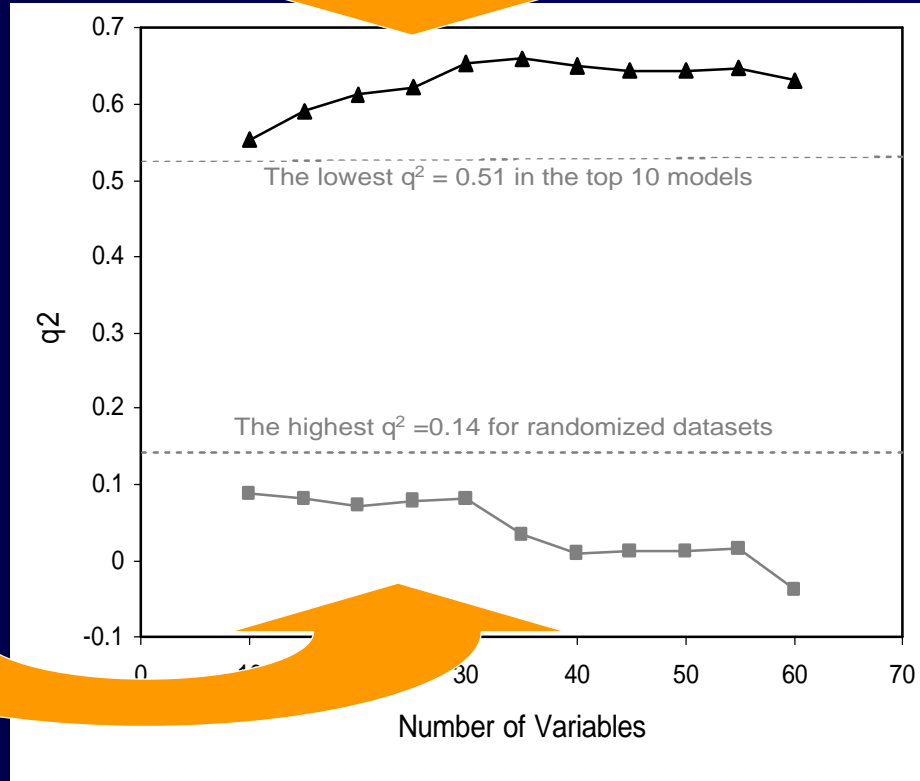 0.7
0.6
0.5
0.4
0.3
0.2
0.1
0
-0.1
q2
The lowest q² = 0.51 in the top 10 models
The highest q² =0.14 for randomized datasets
0 30 40 50 60 70
Number of Variables